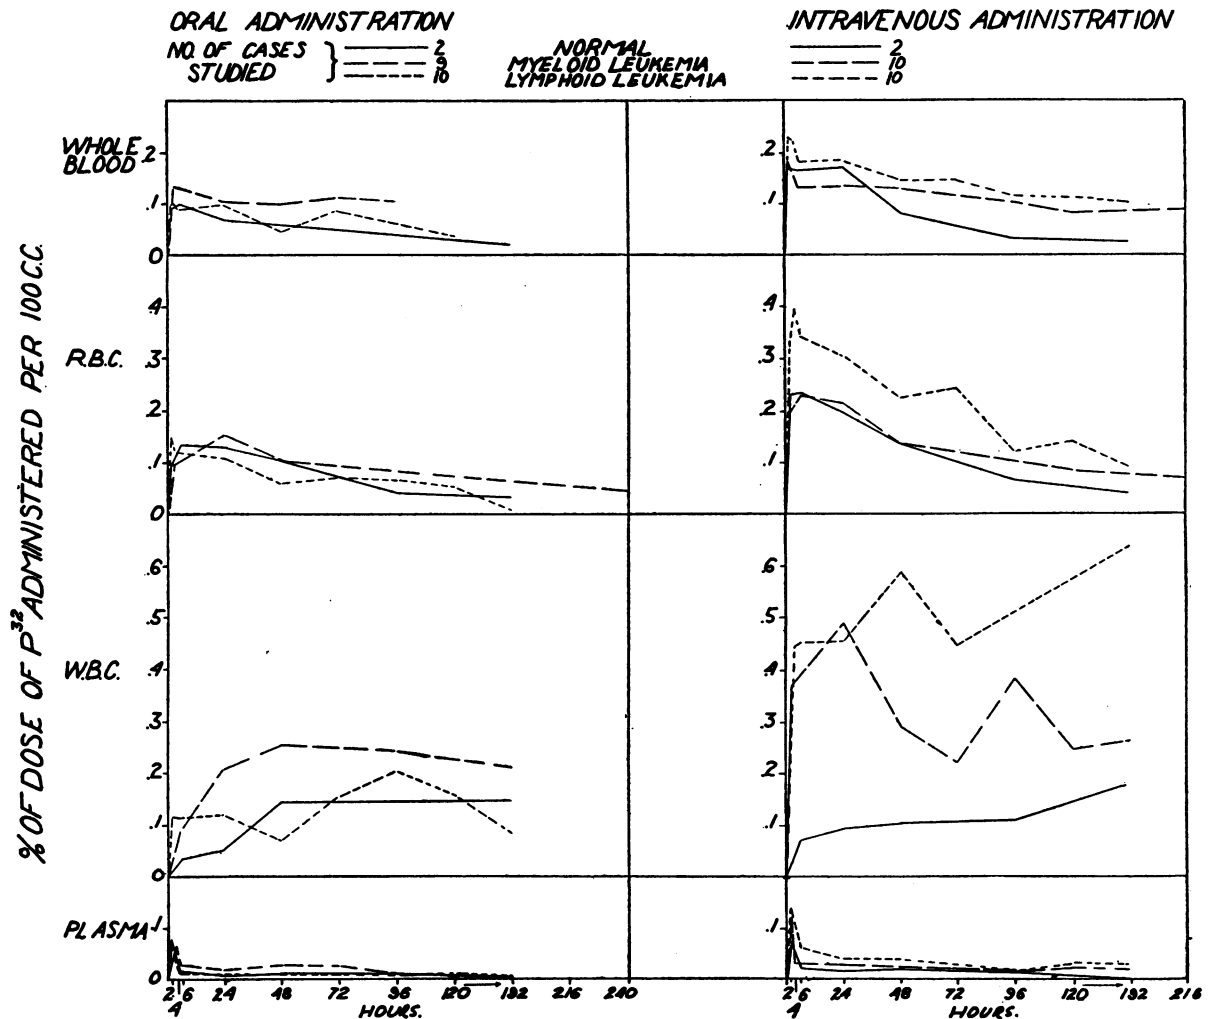 ORAL ADMINISTRATION
INTRAVENOUS ADMINISTRATION
NO. OF CASES STUDIED } 2 9 10
NORMAL
MYELOID LEUKEMIA
LYMPHOID LEUKEMIA
2
10
10
% OF DOSE OF P³² ADMINISTERED PER 100 C.C.
WHOLE BLOOD
.2
.1
0
.2
.1
R.B.C.
.4
.3
.2
.1
0
.4
.3
.2
.1
W.B.C.
.6
.5
.4
.3
.2
.1
0
.6
.5
.4
.3
.2
.1
PLASMA
.1
0
.1
0
2 4 6 24 48 72 96 120 192 216 240
HOURS.
2 4 6 24 48 72 96 120 192 216
HOURS.